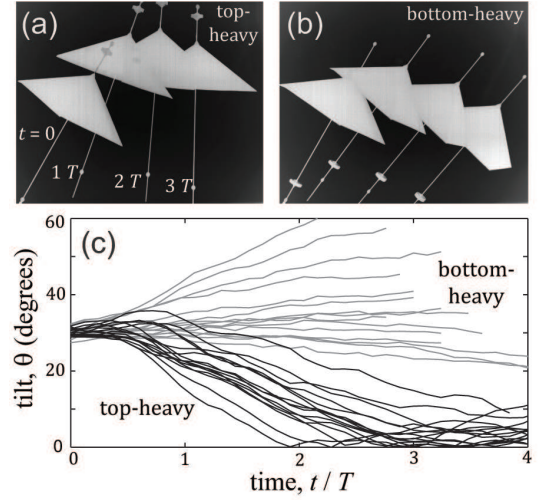 (a)
top-
heavy
t = 0
1 T
2 T
3 T
(b)
bottom-heavy
(c)
60
40
20
0
tilt, θ (degrees)
bottom-
heavy
top-heavy
0
1
2
3
4
time, t / T